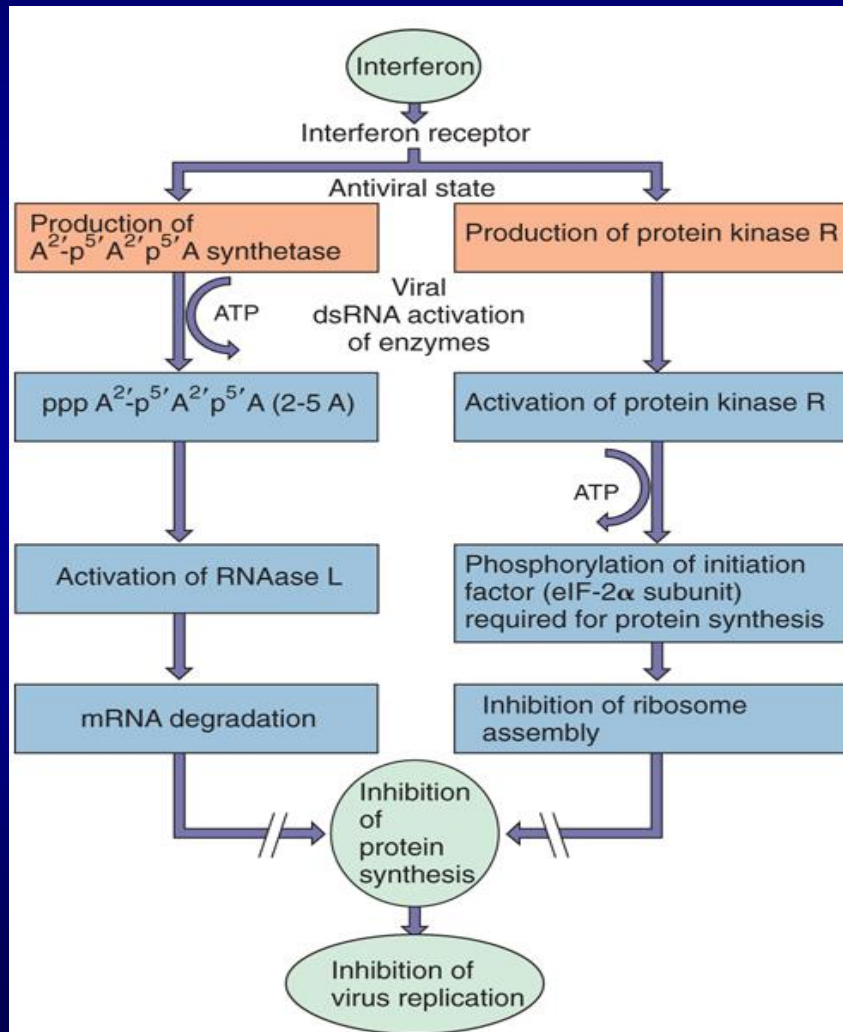 Interferon
Interferon receptor
Antiviral state
Production of
A2'-p5'A2'p5'A synthetase
Production of protein kinase R
ATP
Viral
dsRNA activation
of enzymes
ppp A2'-p5'A2'p5'A (2-5 A)
Activation of protein kinase R
ATP
Activation of RNAase L
Phosphorylation of initiation
factor (eIF-2α subunit)
required for protein synthesis
mRNA degradation
Inhibition of ribosome
assembly
Inhibition
of
protein
synthesis
Inhibition of
virus replication